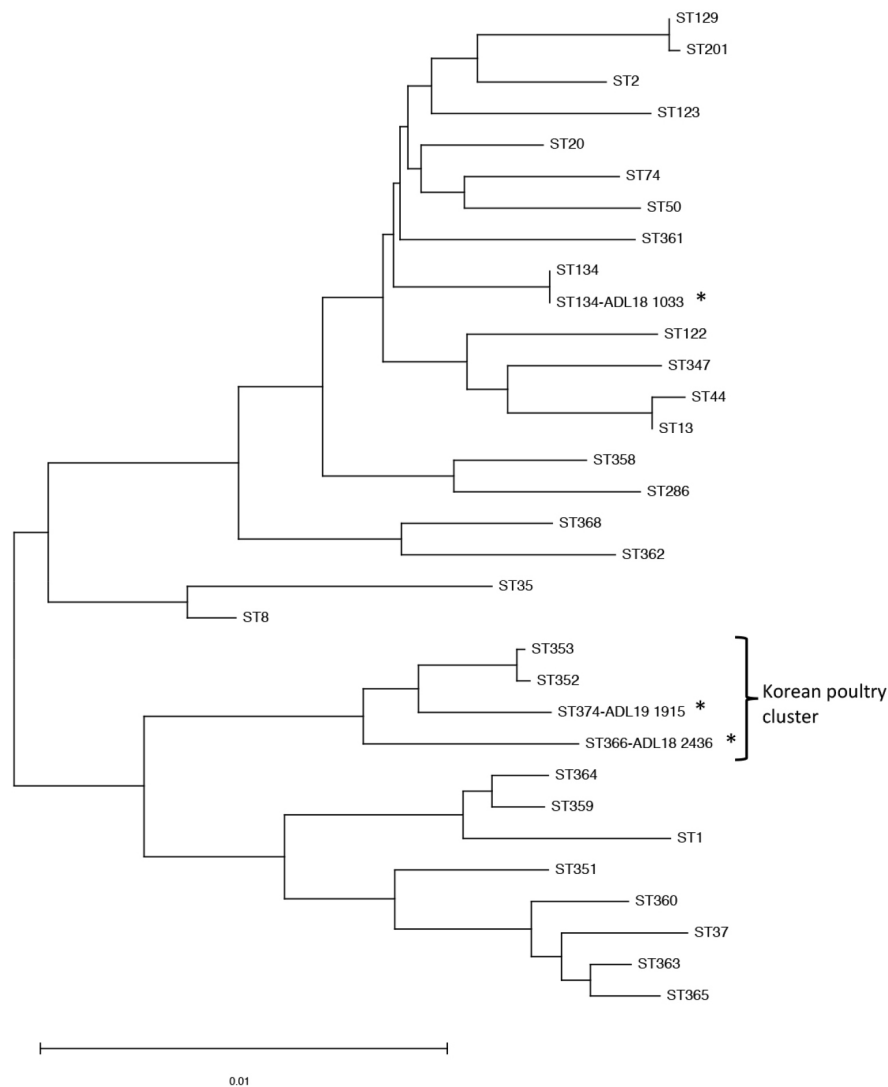 ST129
ST201
ST2
ST123
ST20
ST74
ST50
ST361
ST134
ST134-ADL18 1033 *
ST122
ST347
ST44
ST13
ST358
ST286
ST368
ST362
ST35
ST8
ST353
ST352
ST374-ADL19 1915 *
ST366-ADL18 2436 *
Korean poultry
cluster
ST364
ST359
ST1
ST351
ST360
ST37
ST363
ST365
0.01